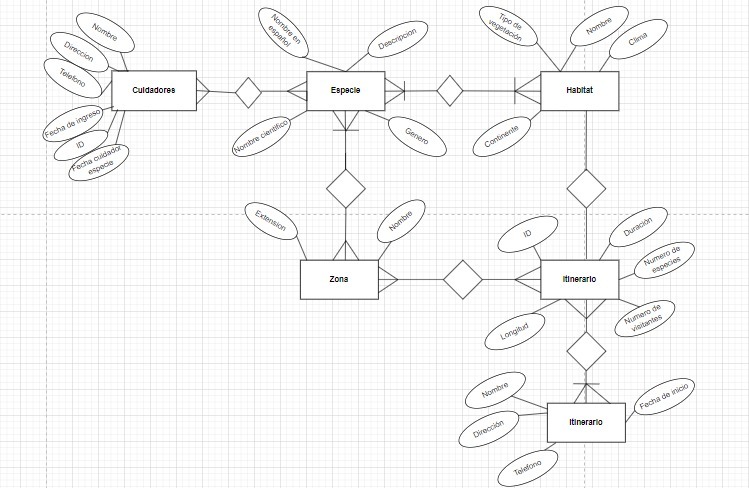 Nombre
Direccion
Telefono
Cuidadores
Fecha de ingreso
ID
Fecha cuidador
especie
Nombre en
español
Descripcion
Especie
Nombre cientifico
Genero
Tipo de
vegetación
Nombre
Clima
Habitat
Continente
Extension
Nombre
Zona
ID
Duración
Numero de
especies
Itinerario
Longitud
Numero de
visitantes
Nombre
Dirección
Telefono
Fecha de inicio
Itinerario